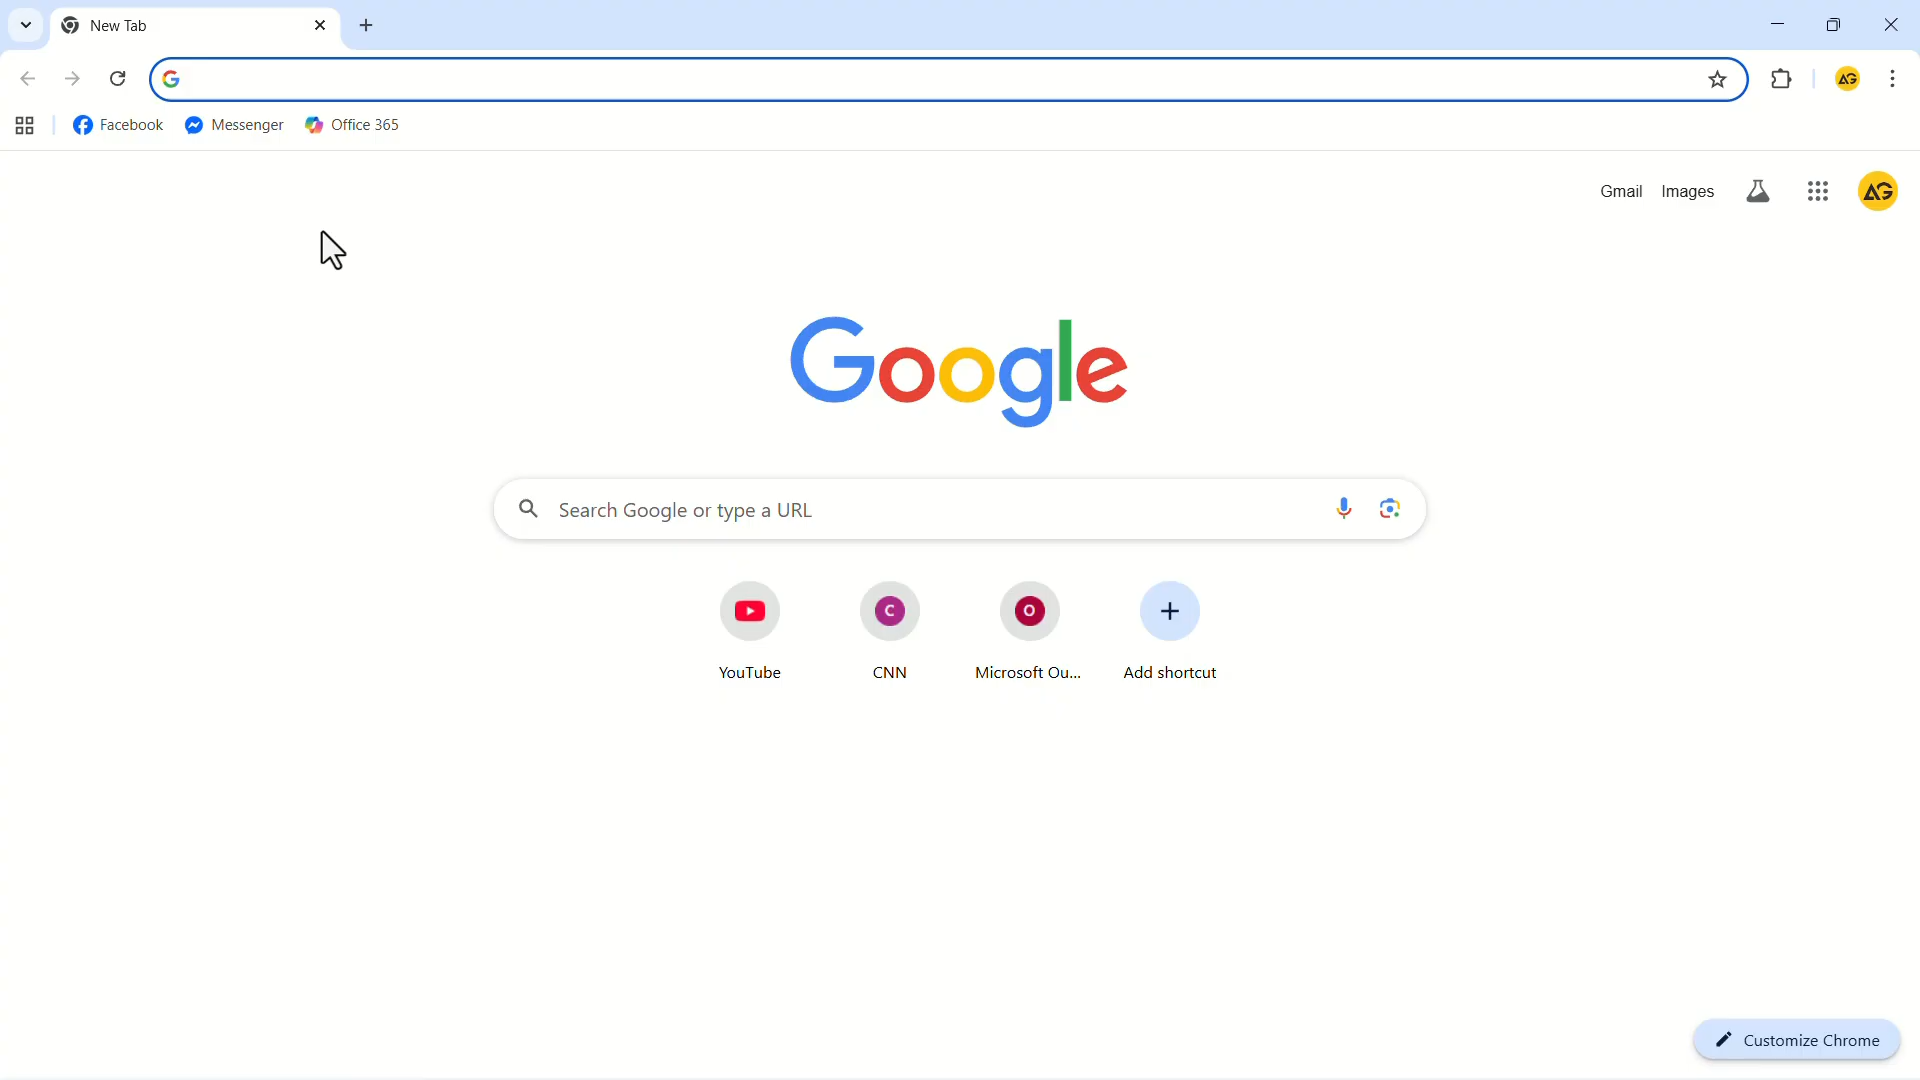 New Tab
Facebook Messenger Office 365
Gmail Images AG
Google
Search Google or type a URL
YouTube CNN Microsoft Ou... Add shortcut
Customize Chrome